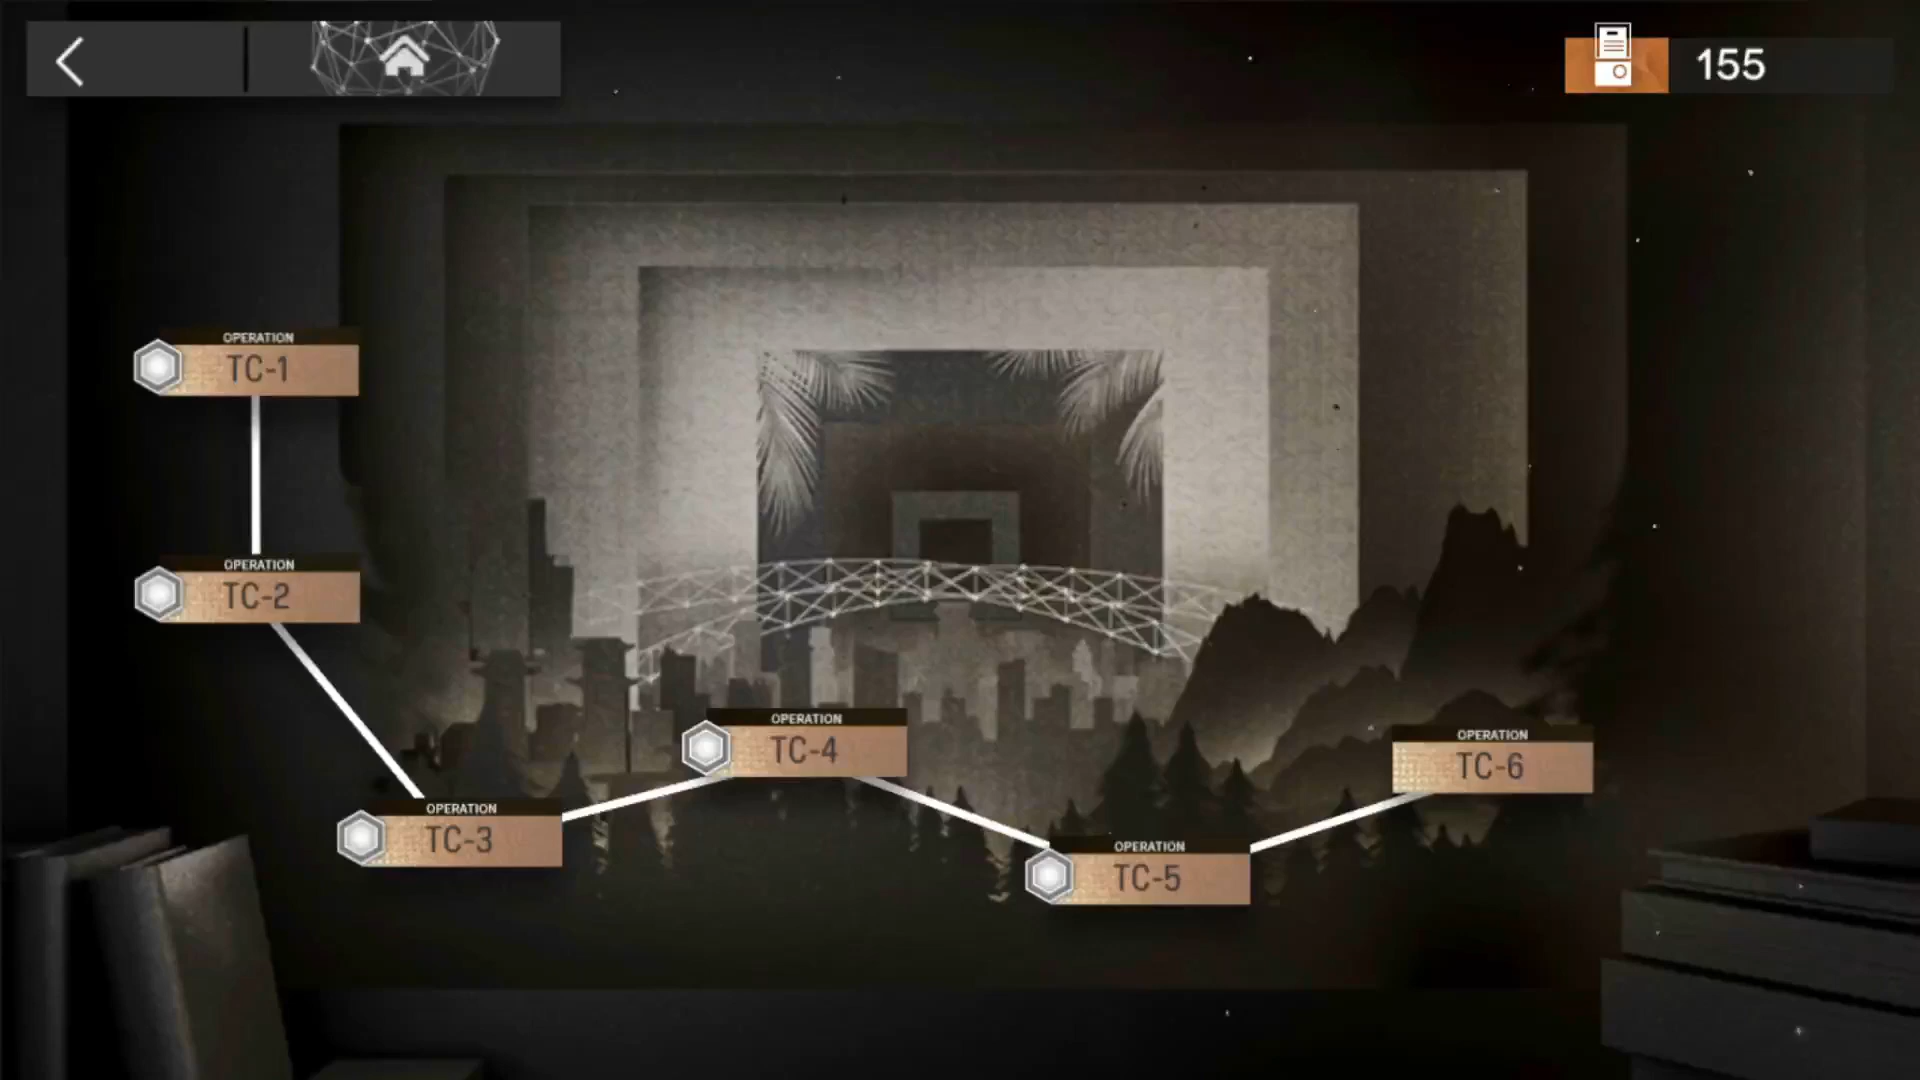 155
OPERATION
TC-1
OPERATION
TC-2
OPERATION
TC-3
OPERATION
TC-4
OPERATION
TC-5
OPERATION
TC-6